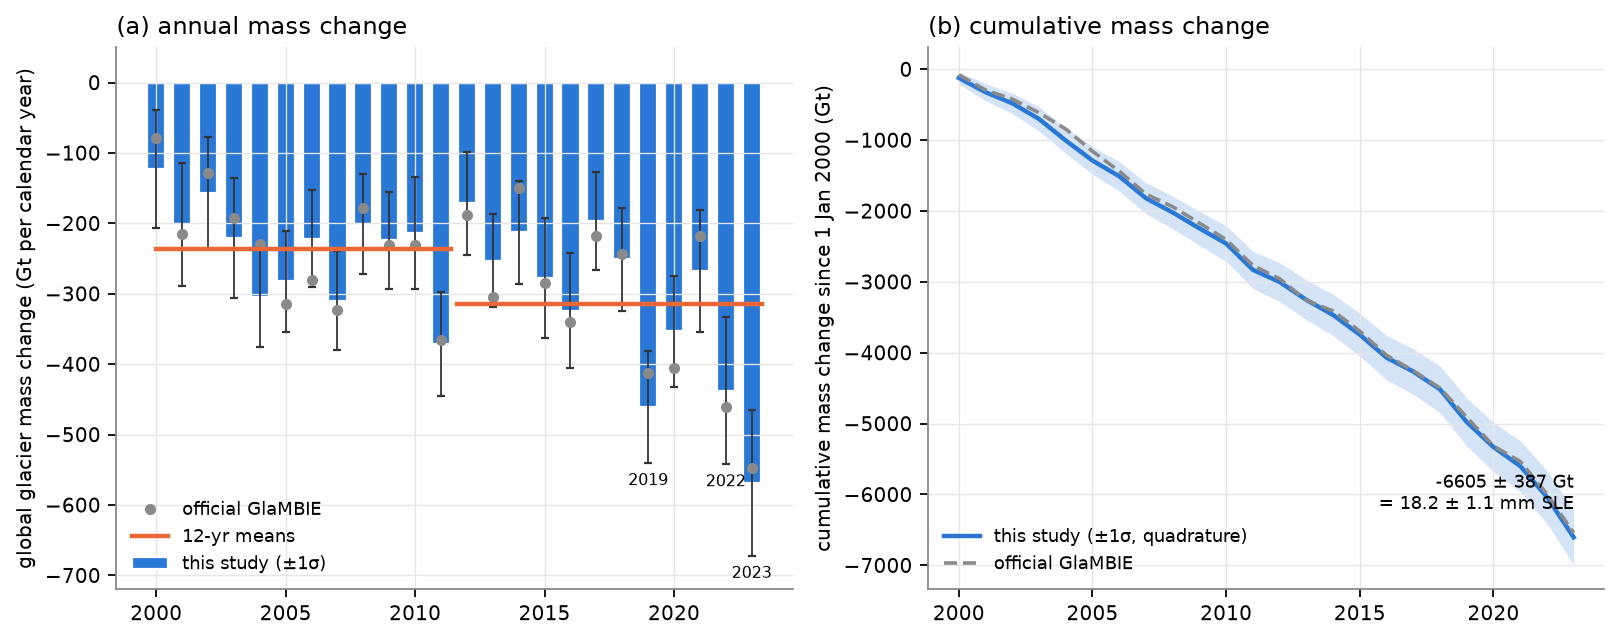 (a) annual mass change
global glacier mass change (Gt per calendar year)
0
−100
−200
−300
−400
−500
−600
−700
2000
2005
2010
2015
2020
2019
2022
2023
official GlaMBIE
12-yr means
this study (±1σ)
(b) cumulative mass change
cumulative mass change since 1 Jan 2000 (Gt)
0
−1000
−2000
−3000
−4000
−5000
−6000
−7000
2000
2005
2010
2015
2020
-6605 ± 387 Gt
= 18.2 ± 1.1 mm SLE
this study (±1σ, quadrature)
official GlaMBIE